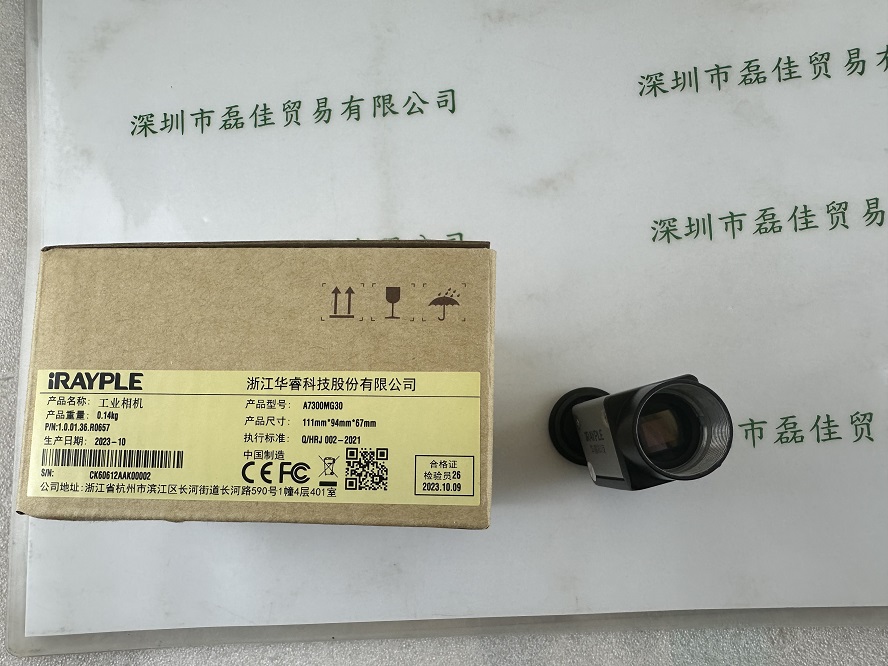 深圳市磊佳贸易有限公司
深圳市磊佳贸易
深圳市磊佳贸易
市磊佳贸
iRAYPLE
浙江华睿科技股份有限公司
产品名称: 工业相机
产品型号: A7300MG30
产品重量: 0.14kg
产品尺寸: 111mm*94mm*67mm
P/N:1.0.01.36.R0657
执行标准: Q/HRJ 002-2021
生产日期: 2023-10
中国制造
CE FC
合格证
检验员26
2023.10.09
S/N: CK60612AAK00002
公司地址: 浙江省杭州市滨江区长河街道长河路590号1幢4层401室
iRAYPLE